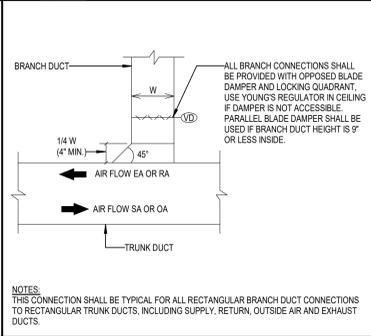 BRANCH DUCT
W
VD
ALL BRANCH CONNECTIONS SHALL
BE PROVIDED WITH OPPOSED BLADE
DAMPER AND LOCKING QUADRANT,
USE YOUNG'S REGULATOR IN CEILING
IF DAMPER IS NOT ACCESSIBLE.
PARALLEL BLADE DAMPER SHALL BE
USED IF BRANCH DUCT HEIGHT IS 9"
OR LESS INSIDE.
1/4 W
(4" MIN.)
45°
AIR FLOW EA OR RA
AIR FLOW SA OR OA
TRUNK DUCT
NOTES:
THIS CONNECTION SHALL BE TYPICAL FOR ALL RECTANGULAR BRANCH DUCT CONNECTIONS
TO RECTANGULAR TRUNK DUCTS, INCLUDING SUPPLY, RETURN, OUTSIDE AIR AND EXHAUST
DUCTS.